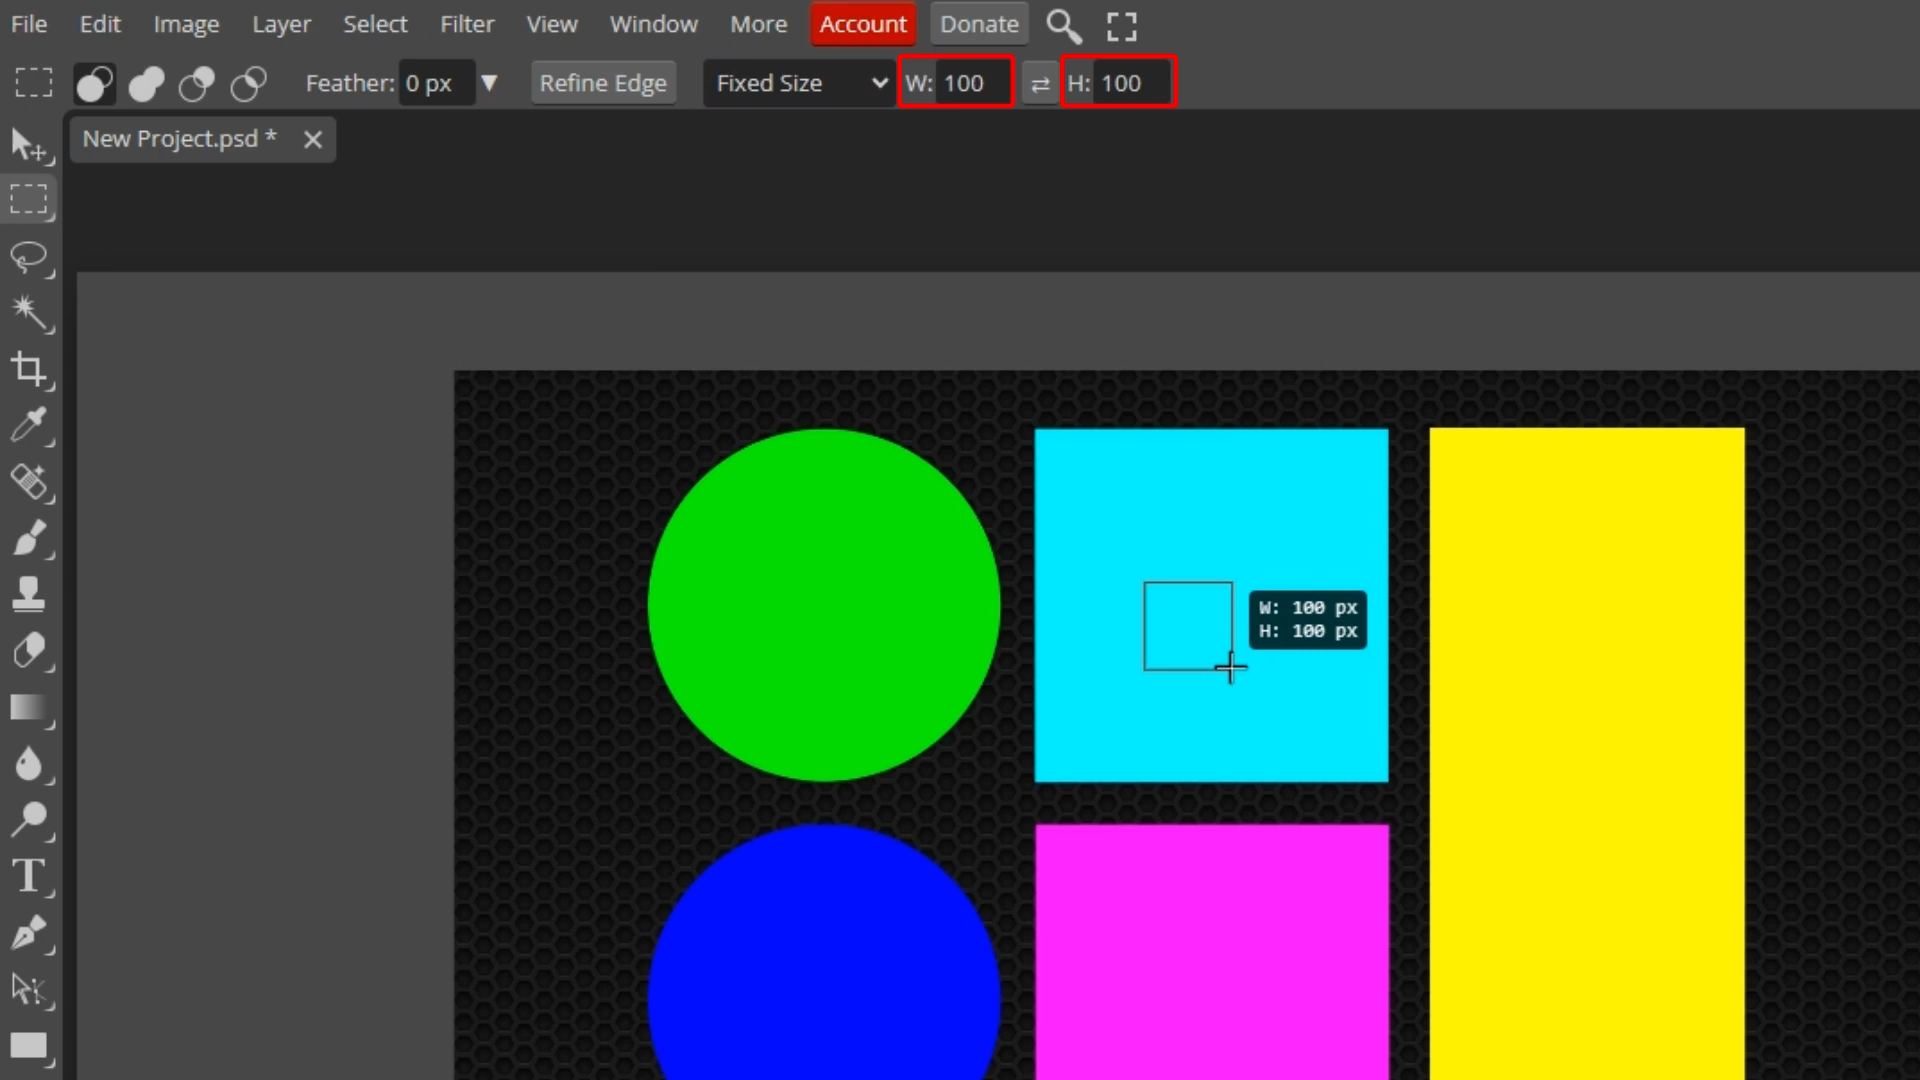 File Edit Image Layer Select Filter View Window More Account Donate
Feather: 0 px ▼ Refine Edge Fixed Size W: 100 ⇄ H: 100
New Project.psd * ✕
W: 100 px
H: 100 px
T